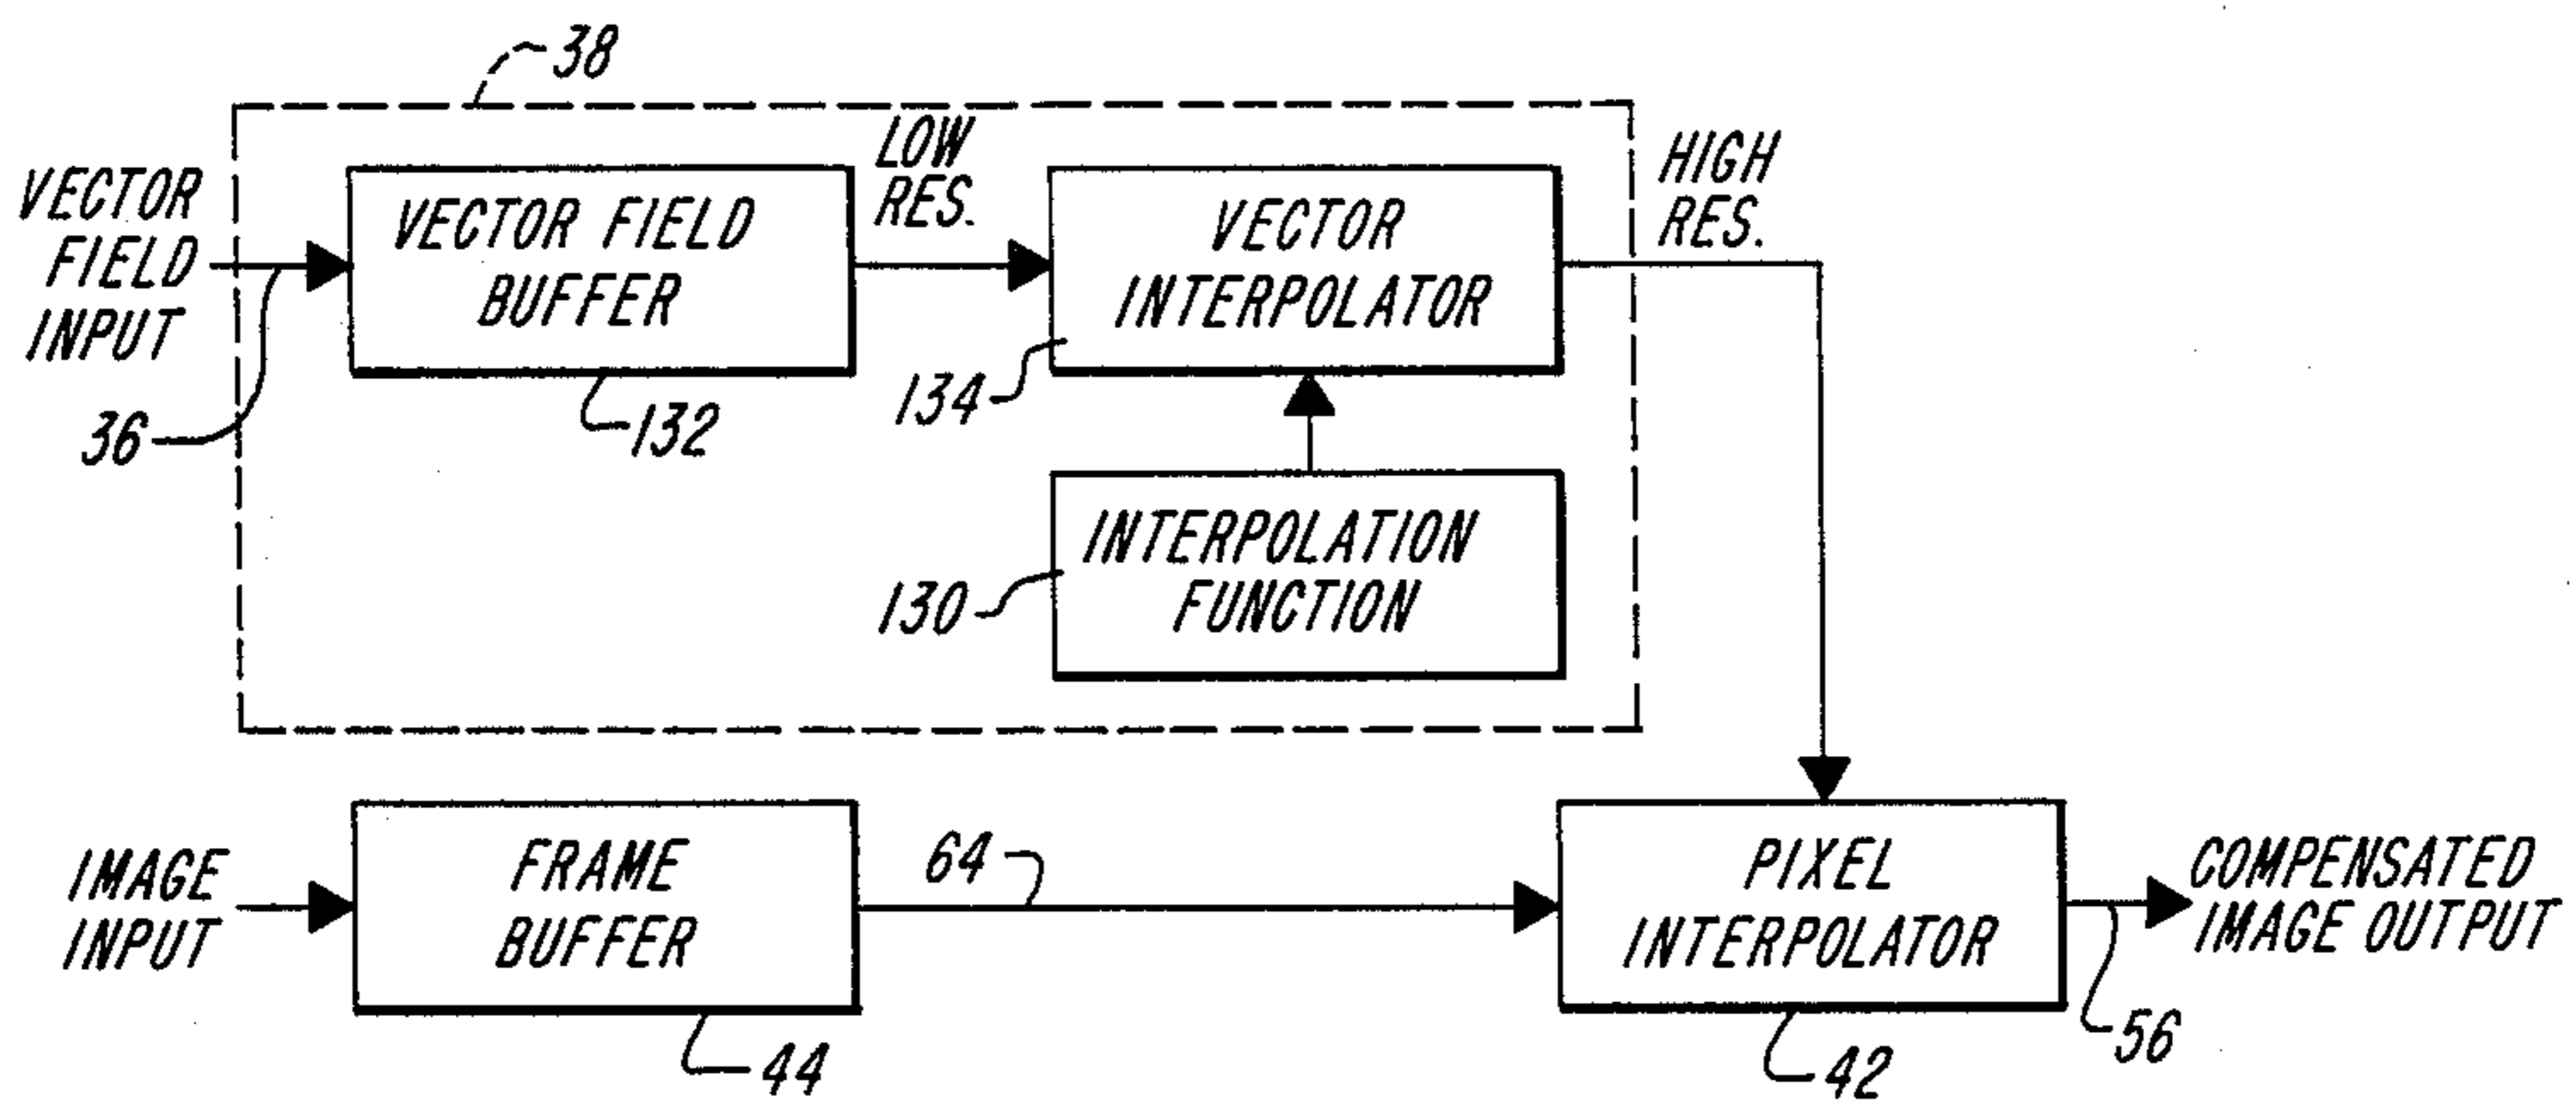 38
VECTOR
FIELD
INPUT
36
VECTOR FIELD
BUFFER
132
LOW
RES.
VECTOR
INTERPOLATOR
134
HIGH
RES.
INTERPOLATION
FUNCTION
130
IMAGE
INPUT
FRAME
BUFFER
44
64
PIXEL
INTERPOLATOR
42
COMPENSATED
IMAGE OUTPUT
56